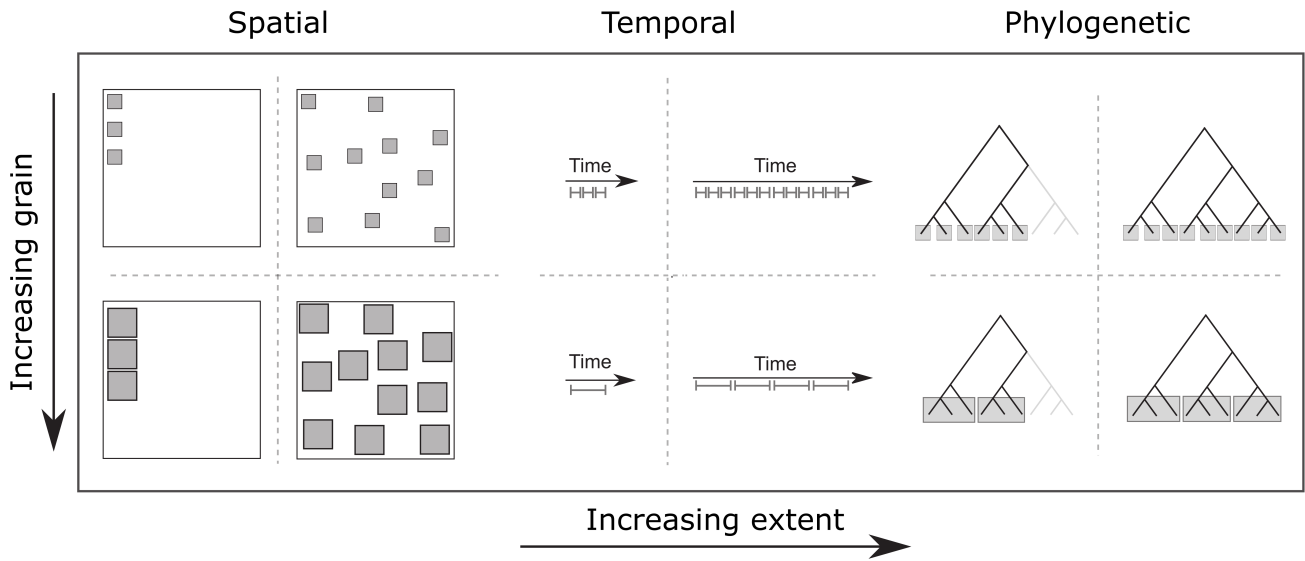 Spatial
Temporal
Phylogenetic
Increasing grain
Time
Time
Time
Time
Increasing extent